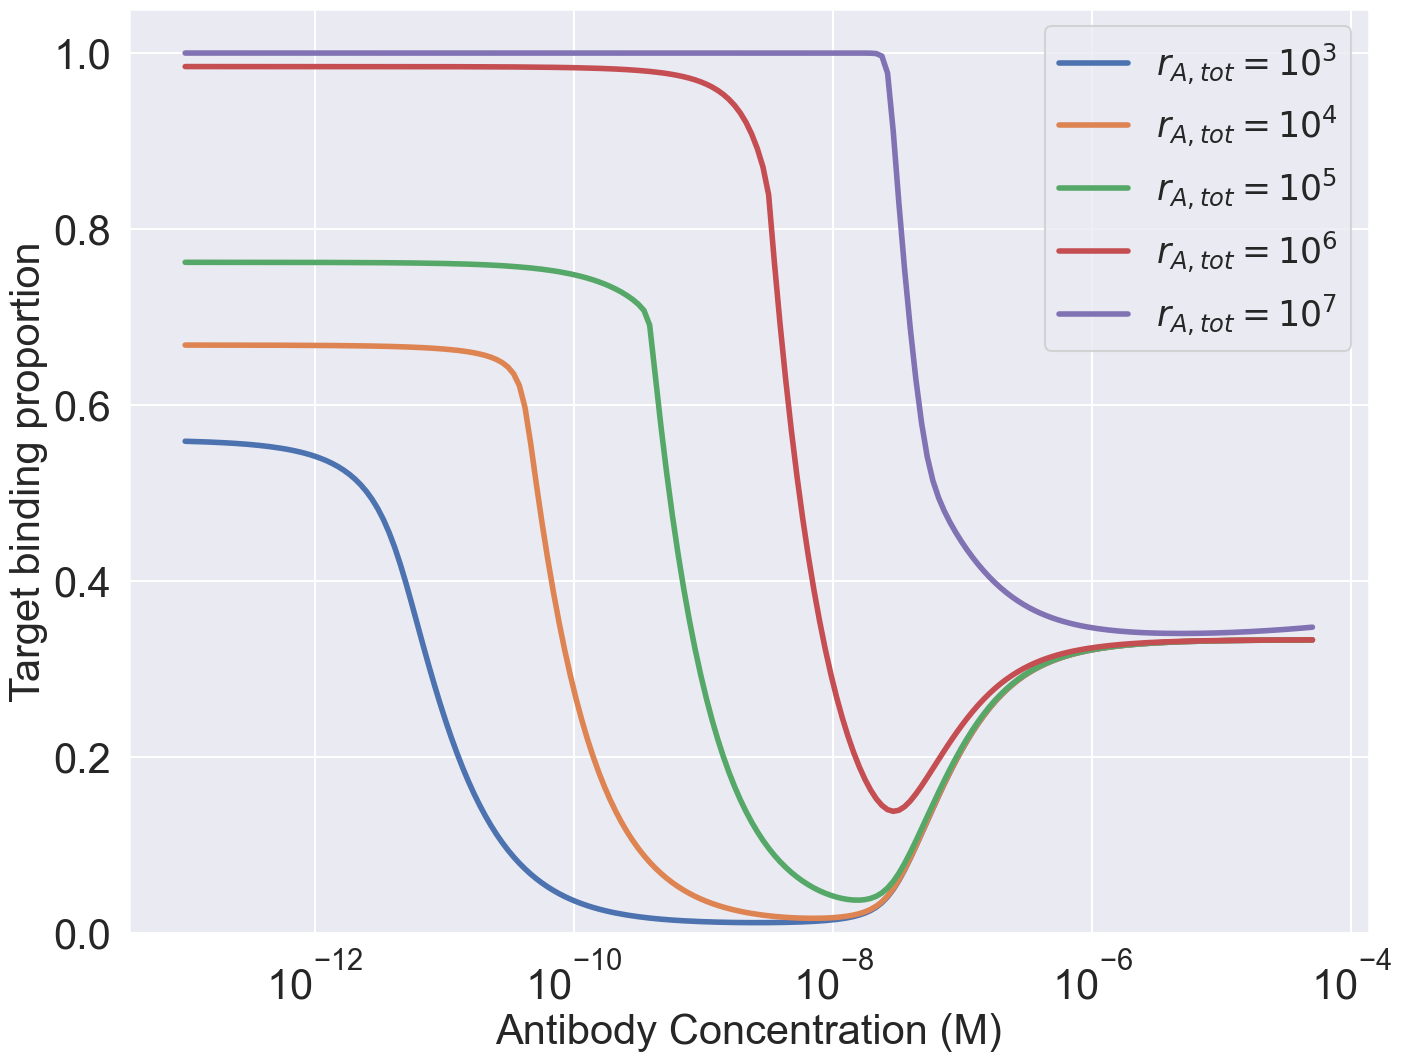 1.0
0.8
0.6
0.4
0.2
0.0
Target binding proportion
r_{A, tot} = 10^3
r_{A, tot} = 10^4
r_{A, tot} = 10^5
r_{A, tot} = 10^6
r_{A, tot} = 10^7
10^{−12} 10^{−10} 10^{−8} 10^{−6} 10^{−4}
Antibody Concentration (M)